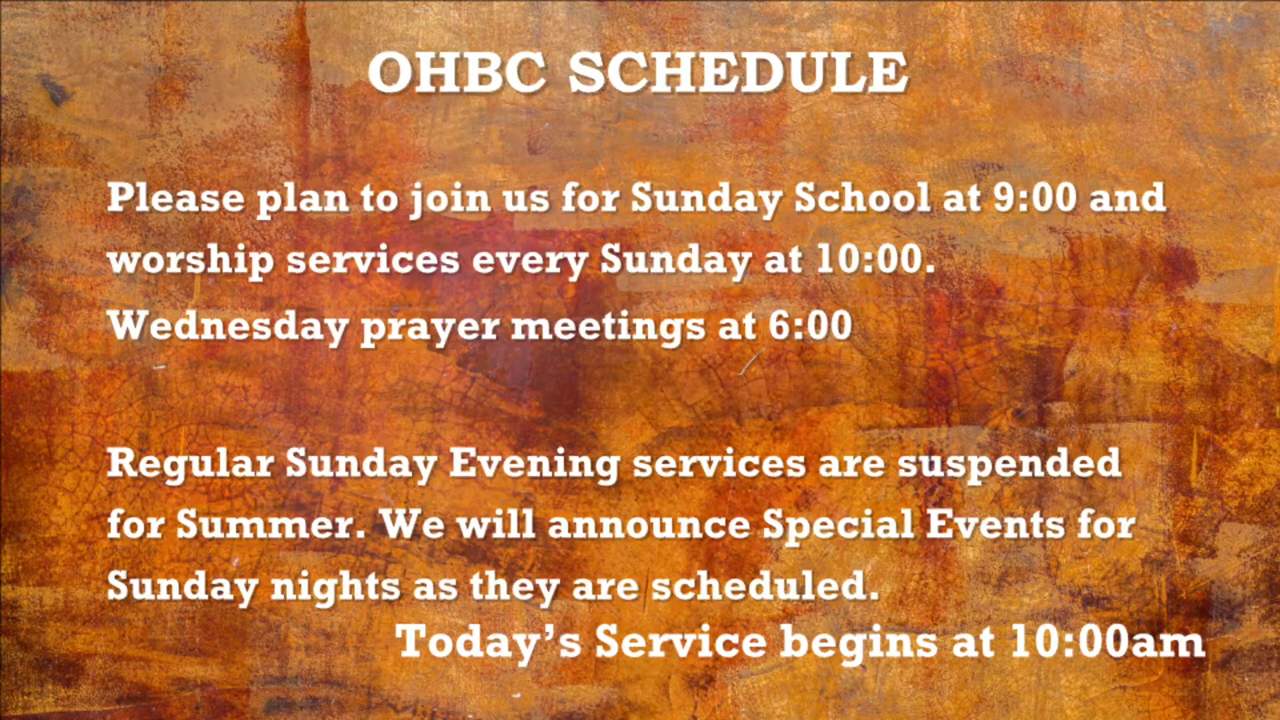 OHBC SCHEDULE
Please plan to join us for Sunday School at 9:00 and
worship services every Sunday at 10:00.
Wednesday prayer meetings at 6:00
Regular Sunday Evening services are suspended
for Summer. We will announce Special Events for
Sunday nights as they are scheduled.
Today’s Service begins at 10:00am